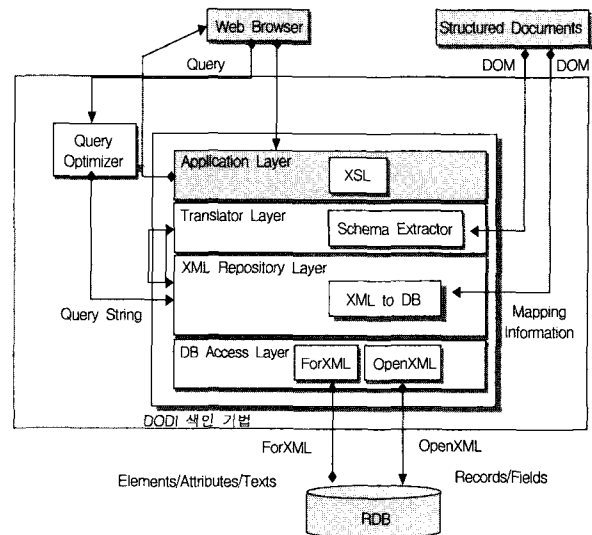 Web Browser
Structured Documents
Query
DOM
DOM
Query
Optimizer
Application Layer
XSL
Translator Layer
Schema Extractor
XML Repository Layer
XML to DB
Query String
Mapping
Information
DB Access Layer
ForXML
OpenXML
DODI 색인 기법
ForXML
OpenXML
Elements/Attributes/Texts
Records/Fields
RDB